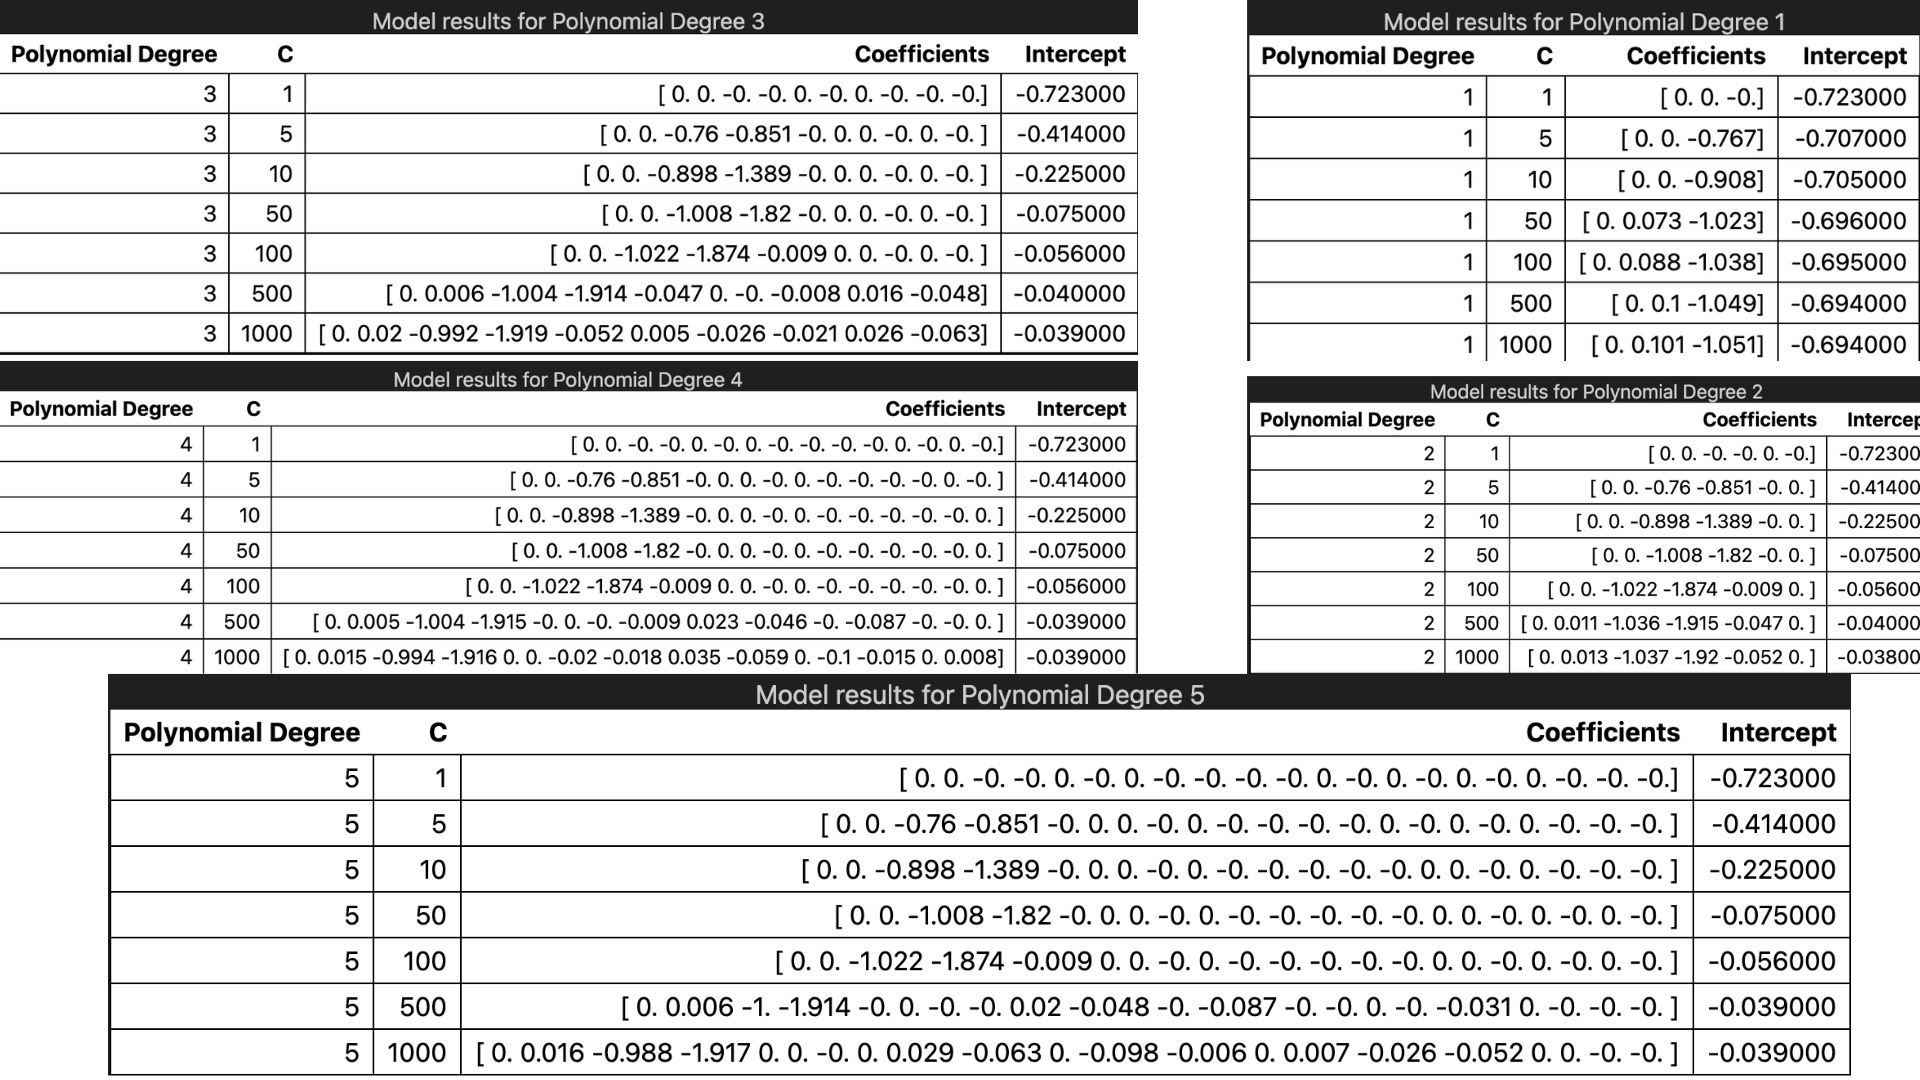 Model results for Polynomial Degree 3
Polynomial Degree C Coefficients Intercept
3 1 [ 0. 0. -0. -0. 0. -0. 0. -0. -0. -0.] -0.723000
3 5 [ 0. 0. -0.76 -0.851 -0. 0. 0. -0. 0. -0. ] -0.414000
3 10 [ 0. 0. -0.898 -1.389 -0. 0. 0. -0. 0. -0. ] -0.225000
3 50 [ 0. 0. -1.008 -1.82 -0. 0. 0. -0. 0. -0. ] -0.075000
3 100 [ 0. 0. -1.022 -1.874 -0.009 0. 0. -0. 0. -0. ] -0.056000
3 500 [ 0. 0.006 -1.004 -1.914 -0.047 0. -0. -0.008 0.016 -0.048] -0.040000
3 1000 [ 0. 0.02 -0.992 -1.919 -0.052 0.005 -0.026 -0.021 0.026 -0.063] -0.039000
Model results for Polynomial Degree 1
Polynomial Degree C Coefficients Intercept
1 1 [ 0. 0. -0.] -0.723000
1 5 [ 0. 0. -0.767] -0.707000
1 10 [ 0. 0. -0.908] -0.705000
1 50 [ 0. 0.073 -1.023] -0.696000
1 100 [ 0. 0.088 -1.038] -0.695000
1 500 [ 0. 0.1 -1.049] -0.694000
1 1000 [ 0. 0.101 -1.051] -0.694000
Model results for Polynomial Degree 4
Polynomial Degree C Coefficients Intercept
4 1 [ 0. 0. -0. -0. 0. -0. 0. -0. -0. -0. 0. -0. 0. -0. -0.] -0.723000
4 5 [ 0. 0. -0.76 -0.851 -0. 0. 0. -0. 0. -0. -0. -0. -0. 0. -0. ] -0.414000
4 10 [ 0. 0. -0.898 -1.389 -0. 0. 0. -0. 0. -0. -0. -0. -0. -0. 0. ] -0.225000
4 50 [ 0. 0. -1.008 -1.82 -0. 0. 0. -0. 0. -0. -0. -0. -0. -0. 0. ] -0.075000
4 100 [ 0. 0. -1.022 -1.874 -0.009 0. 0. -0. 0. -0. -0. -0. -0. -0. 0. ] -0.056000
4 500 [ 0. 0.005 -1.004 -1.915 -0. 0. -0. -0.009 0.023 -0.046 -0. -0.087 -0. -0. 0. ] -0.039000
4 1000 [ 0. 0.015 -0.994 -1.916 0. 0. -0.02 -0.018 0.035 -0.059 0. -0.1 -0.015 0. 0.008] -0.039000
Model results for Polynomial Degree 2
Polynomial Degree C Coefficients Intercep
2 1 [ 0. 0. -0. -0. 0. -0.] -0.72300
2 5 [ 0. 0. -0.76 -0.851 -0. 0. ] -0.41400
2 10 [ 0. 0. -0.898 -1.389 -0. 0. ] -0.22500
2 50 [ 0. 0. -1.008 -1.82 -0. 0. ] -0.07500
2 100 [ 0. 0. -1.022 -1.874 -0.009 0. ] -0.05600
2 500 [ 0. 0.011 -1.036 -1.915 -0.047 0. ] -0.04000
2 1000 [ 0. 0.013 -1.037 -1.92 -0.052 0. ] -0.03800
Model results for Polynomial Degree 5
Polynomial Degree C Coefficients Intercept
5 1 [ 0. 0. -0. -0. 0. -0. 0. -0. -0. -0. -0. 0. -0. 0. -0. 0. -0. 0. -0. -0. -0.] -0.723000
5 5 [ 0. 0. -0.76 -0.851 -0. 0. 0. -0. 0. -0. -0. -0. -0. 0. -0. 0. -0. 0. -0. -0. -0. ] -0.414000
5 10 [ 0. 0. -0.898 -1.389 -0. 0. 0. -0. 0. -0. -0. -0. -0. -0. 0. 0. -0. 0. -0. -0. -0. ] -0.225000
5 50 [ 0. 0. -1.008 -1.82 -0. 0. 0. -0. 0. -0. -0. -0. -0. -0. 0. 0. -0. 0. -0. 0. -0. ] -0.075000
5 100 [ 0. 0. -1.022 -1.874 -0.009 0. 0. -0. 0. -0. -0. -0. -0. -0. 0. 0. -0. 0. -0. 0. -0. ] -0.056000
5 500 [ 0. 0.006 -1. -1.914 -0. 0. -0. -0. 0.02 -0.048 -0. -0.087 -0. -0. 0. -0. -0.031 0. -0. -0. -0. ] -0.039000
5 1000 [ 0. 0.016 -0.988 -1.917 0. 0. -0. 0. 0.029 -0.063 0. -0.098 -0.006 0. 0.007 -0.026 -0.052 0. 0. -0. -0. ] -0.039000